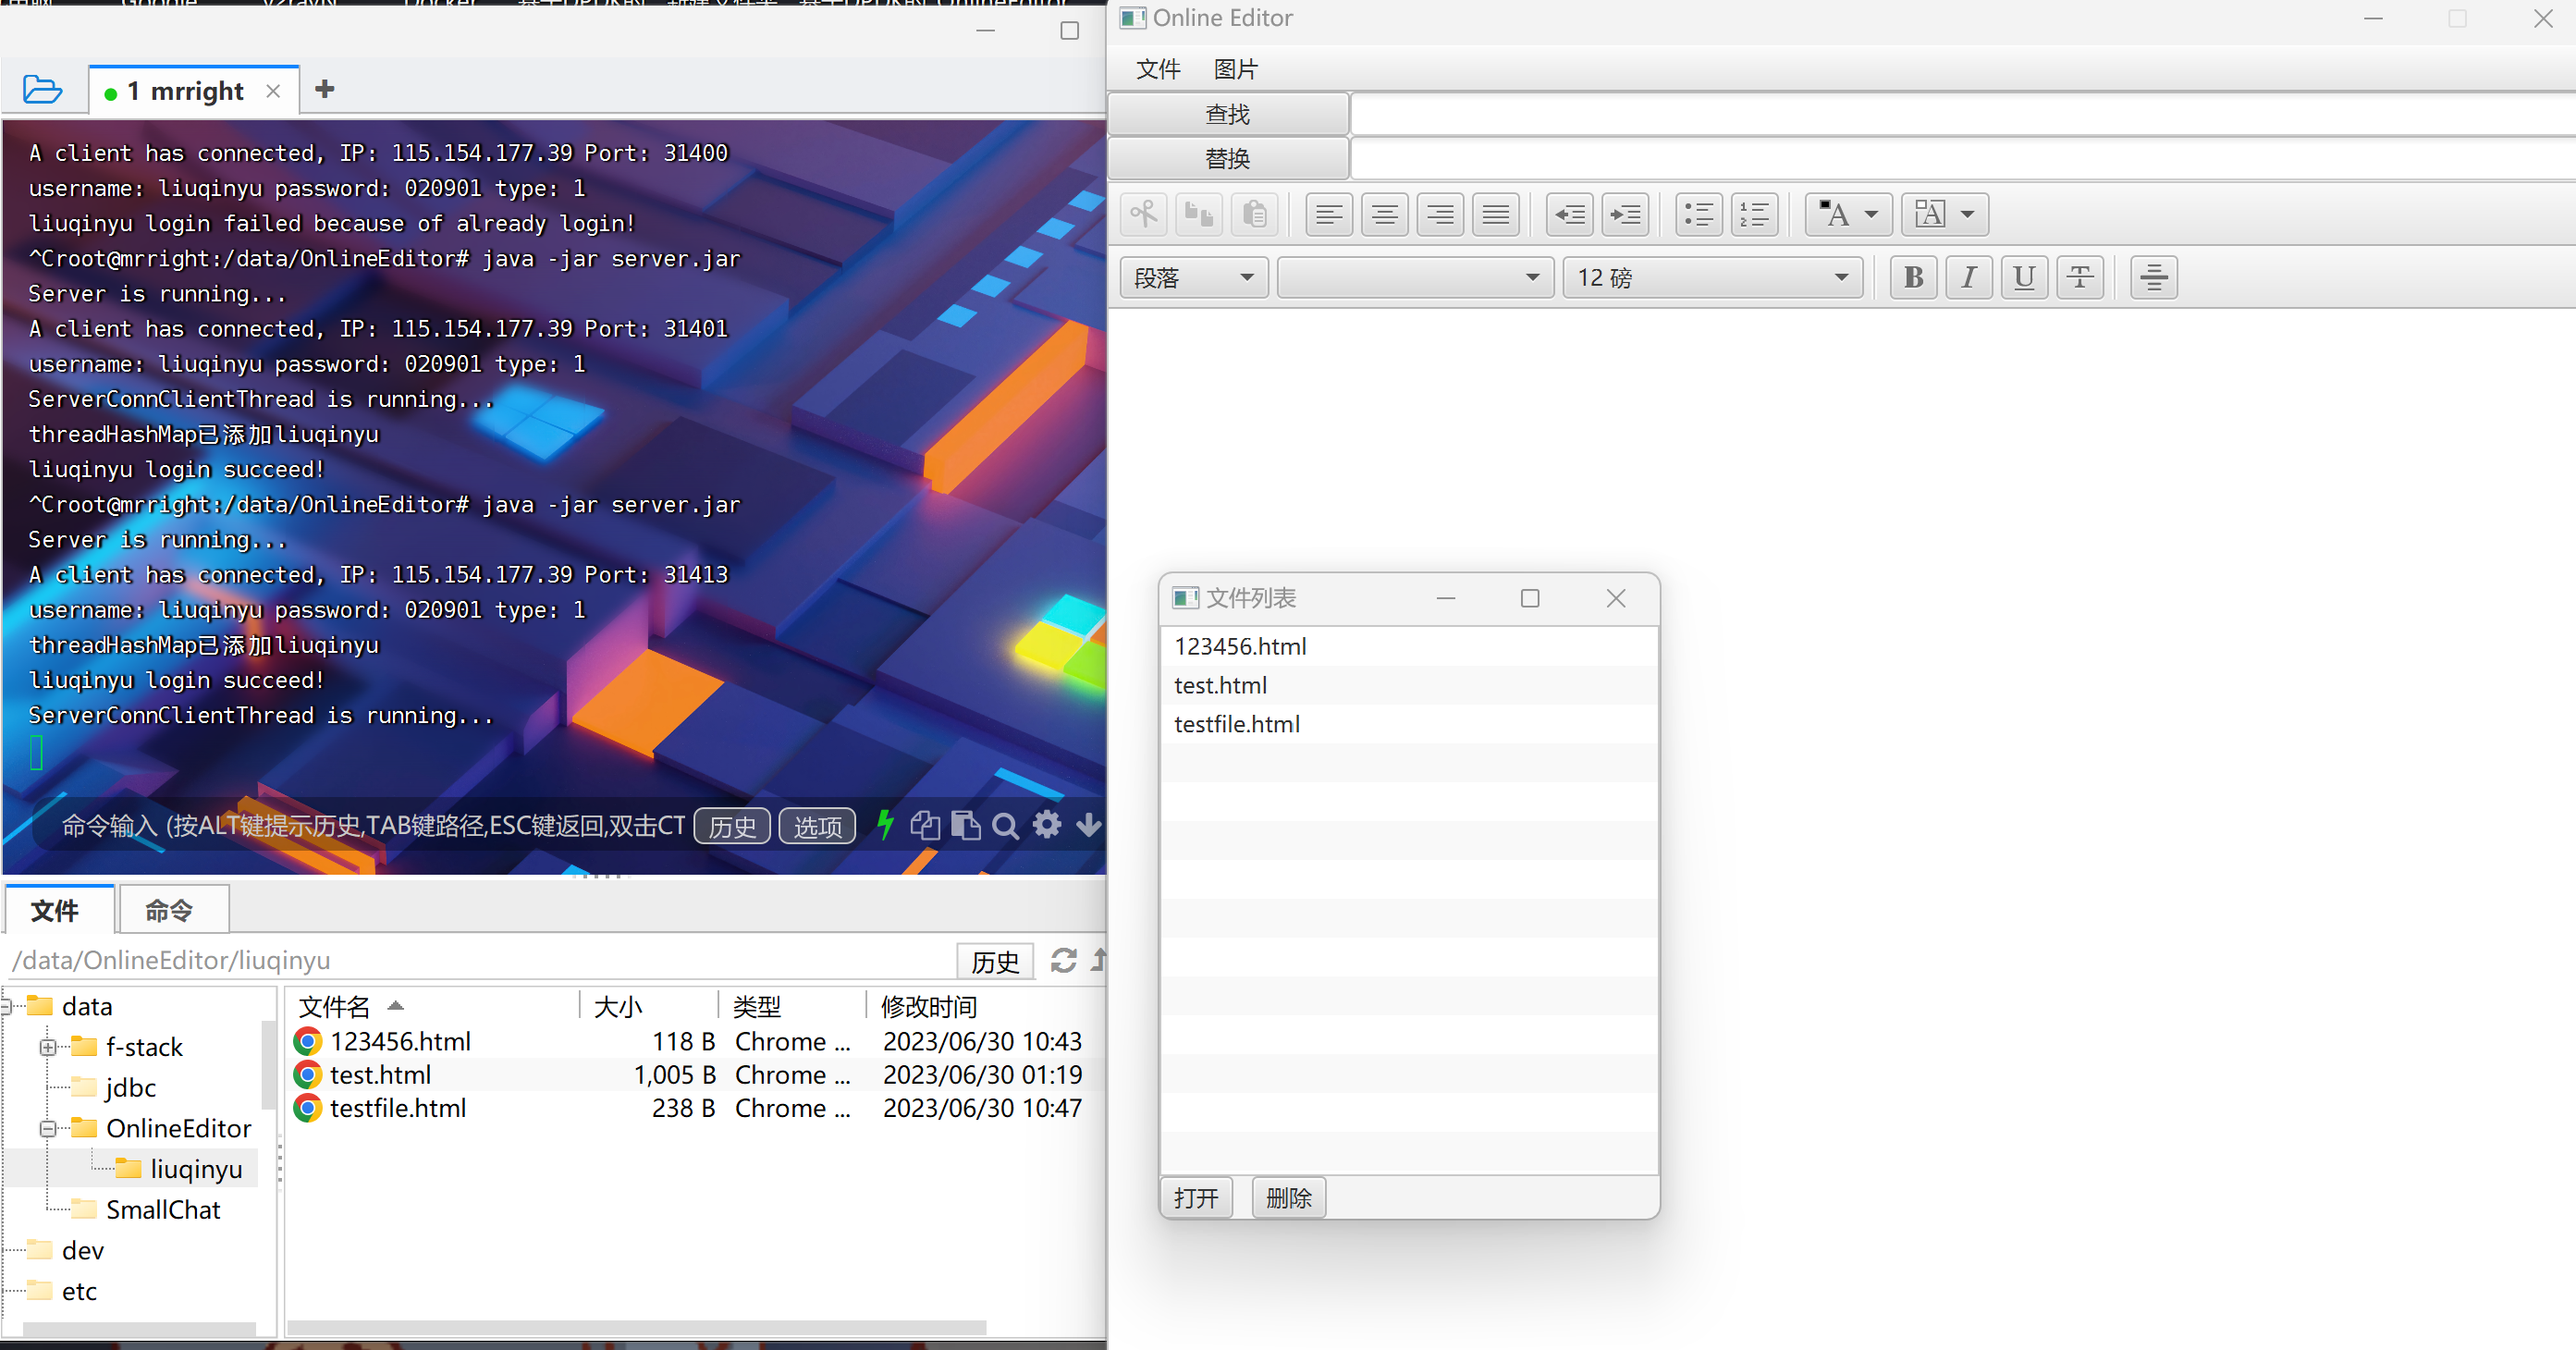 1 mrright
A client has connected, IP: 115.154.177.39 Port: 31400
username: liuqinyu password: 020901 type: 1
liuqinyu login failed because of already login!
^Croot@mrright:/data/OnlineEditor# java -jar server.jar
Server is running...
A client has connected, IP: 115.154.177.39 Port: 31401
username: liuqinyu password: 020901 type: 1
ServerConnClientThread is running...
threadHashMap已添加liuqinyu
liuqinyu login succeed!
^Croot@mrright:/data/OnlineEditor# java -jar server.jar
Server is running...
A client has connected, IP: 115.154.177.39 Port: 31413
username: liuqinyu password: 020901 type: 1
threadHashMap已添加liuqinyu
liuqinyu login succeed!
ServerConnClientThread is running...
命令输入 (按ALT键提示历史,TAB键路径,ESC键返回,双击CT 历史 选项
文件 命令
/data/OnlineEditor/liuqinyu 历史
data
f-stack
jdbc
OnlineEditor
liuqinyu
SmallChat
dev
etc
文件名 大小 类型 修改时间
123456.html 118 B Chrome ... 2023/06/30 10:43
test.html 1,005 B Chrome ... 2023/06/30 01:19
testfile.html 238 B Chrome ... 2023/06/30 10:47
Online Editor
文件 图片
查找
替换
段落 12 磅 B I U T
文件列表
123456.html
test.html
testfile.html
打开 删除